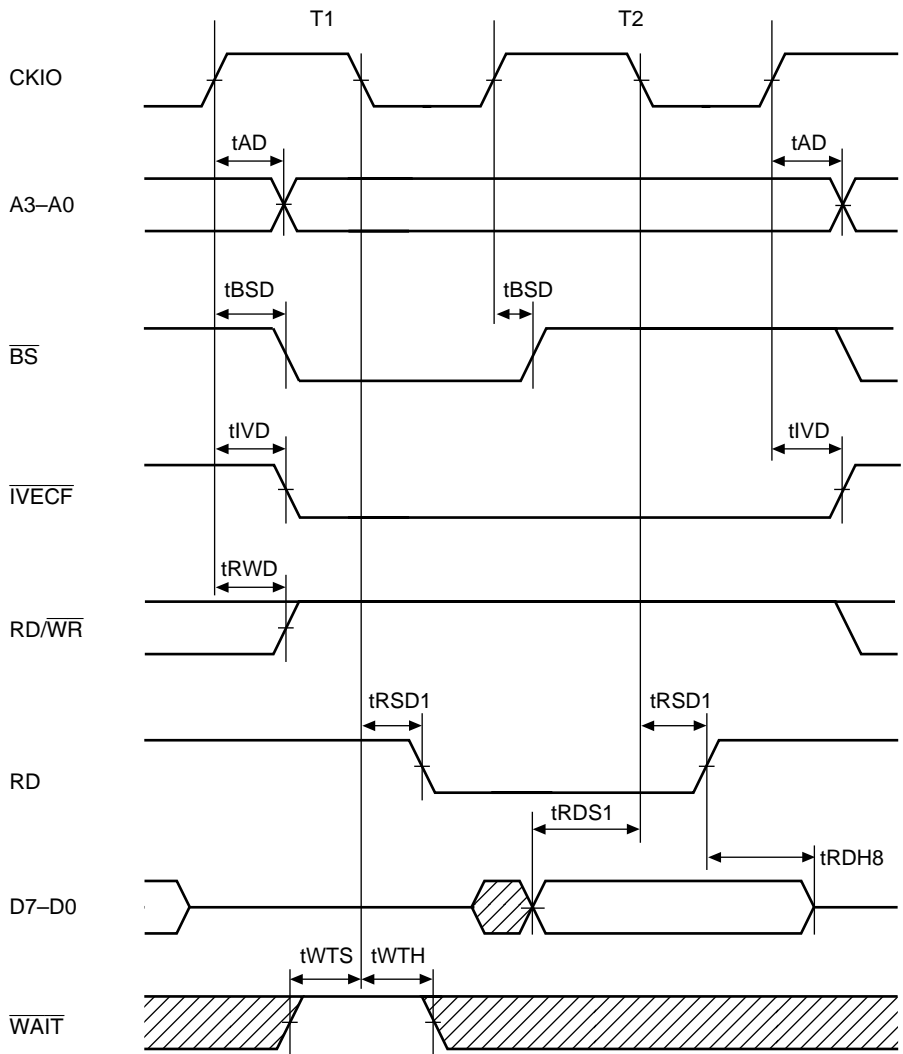 T1 T2
CKIO
tAD tAD
A3–A0
tBSD tBSD
BS
tIVD tIVD
IVECF
tRWD
RD/WR
tRSD1 tRSD1
RD
tRDS1
tRDH8
D7–D0
tWTS tWTH
WAIT